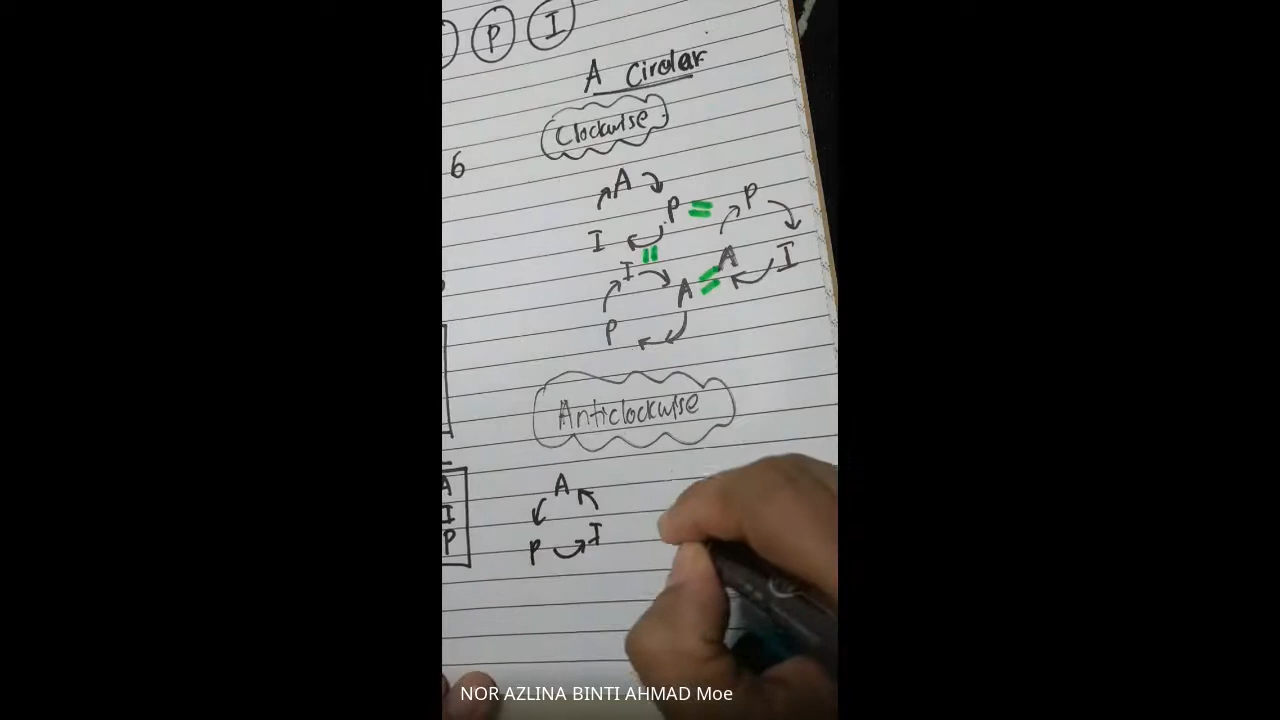 P I
A Circular
Clockwise
6
A
P = P
I
I = A
I A
P
Anticlockwise
A A
I
P P I
NOR AZLINA BINTI AHMAD Moe